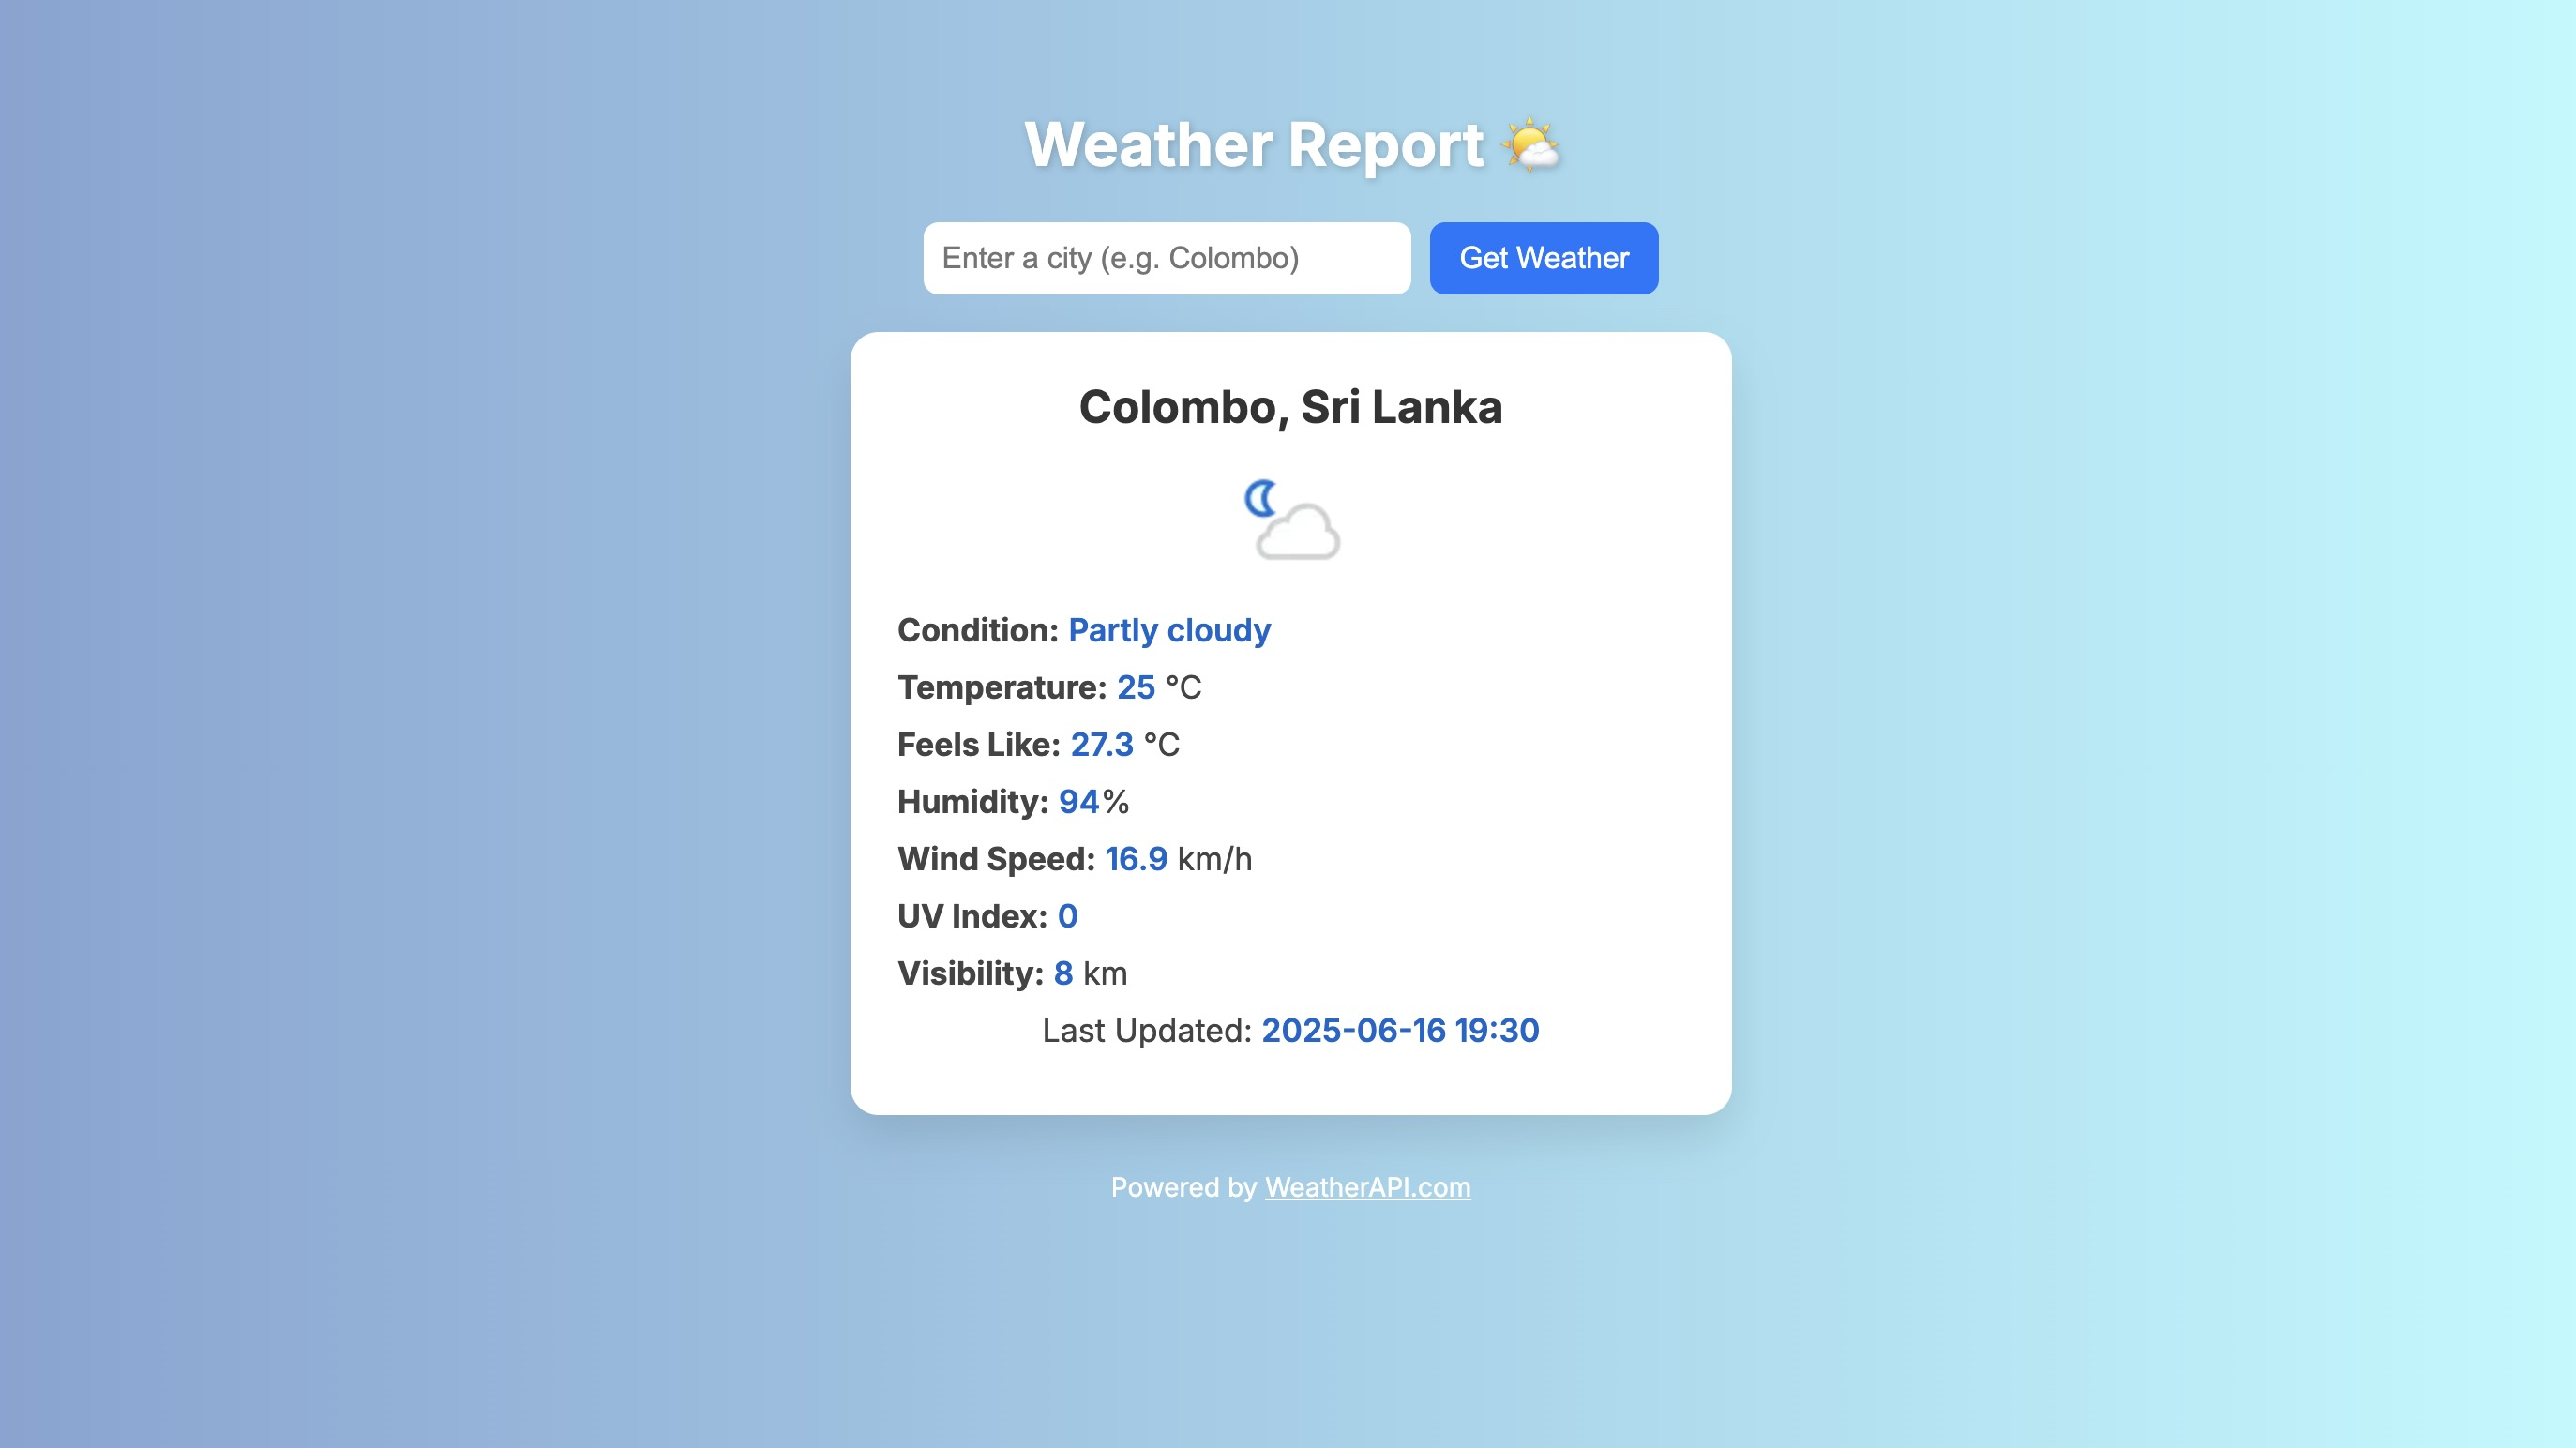 Weather Report
Enter a city (e.g. Colombo) Get Weather
Colombo, Sri Lanka
Condition: Partly cloudy
Temperature: 25 °C
Feels Like: 27.3 °C
Humidity: 94%
Wind Speed: 16.9 km/h
UV Index: 0
Visibility: 8 km
Last Updated: 2025-06-16 19:30
Powered by WeatherAPI.com